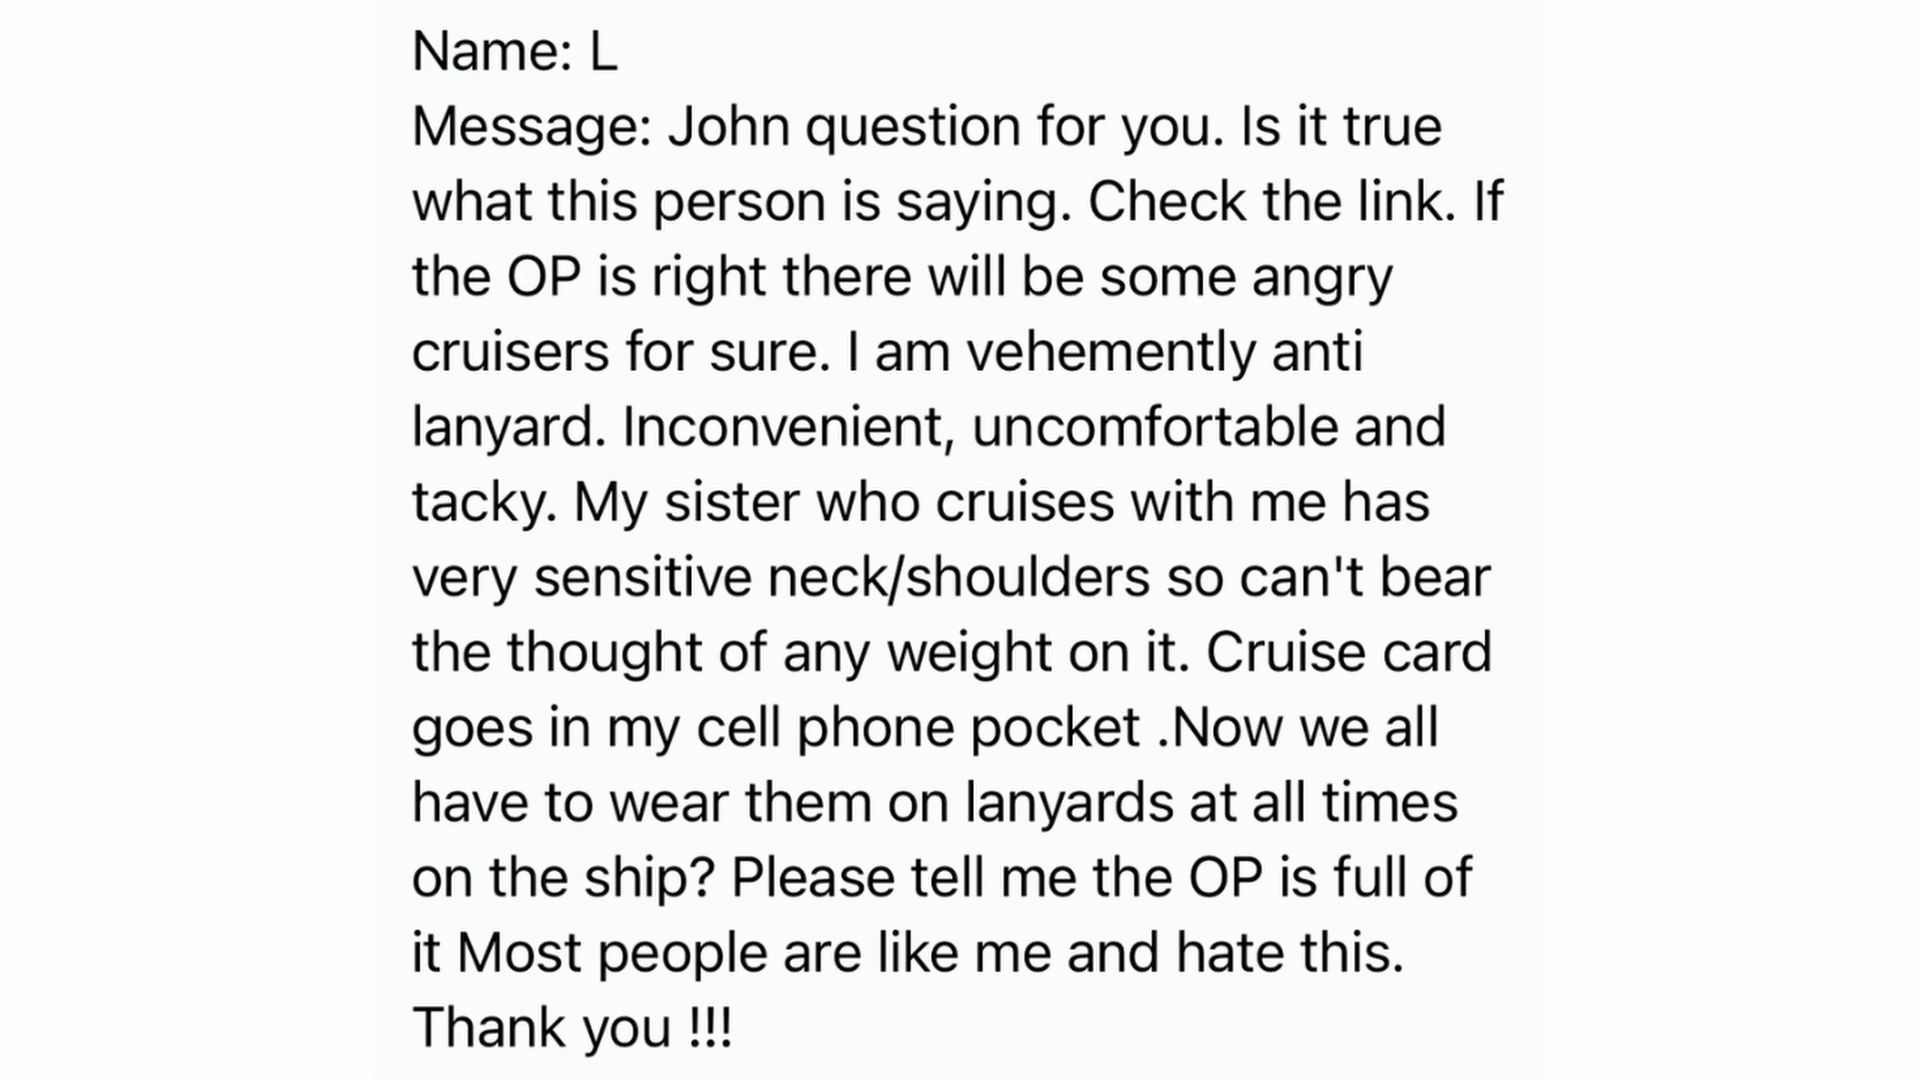 Name: L
Message: John question for you. Is it true
what this person is saying. Check the link. If
the OP is right there will be some angry
cruisers for sure. I am vehemently anti
lanyard. Inconvenient, uncomfortable and
tacky. My sister who cruises with me has
very sensitive neck/shoulders so can't bear
the thought of any weight on it. Cruise card
goes in my cell phone pocket .Now we all
have to wear them on lanyards at all times
on the ship? Please tell me the OP is full of
it Most people are like me and hate this.
Thank you !!!